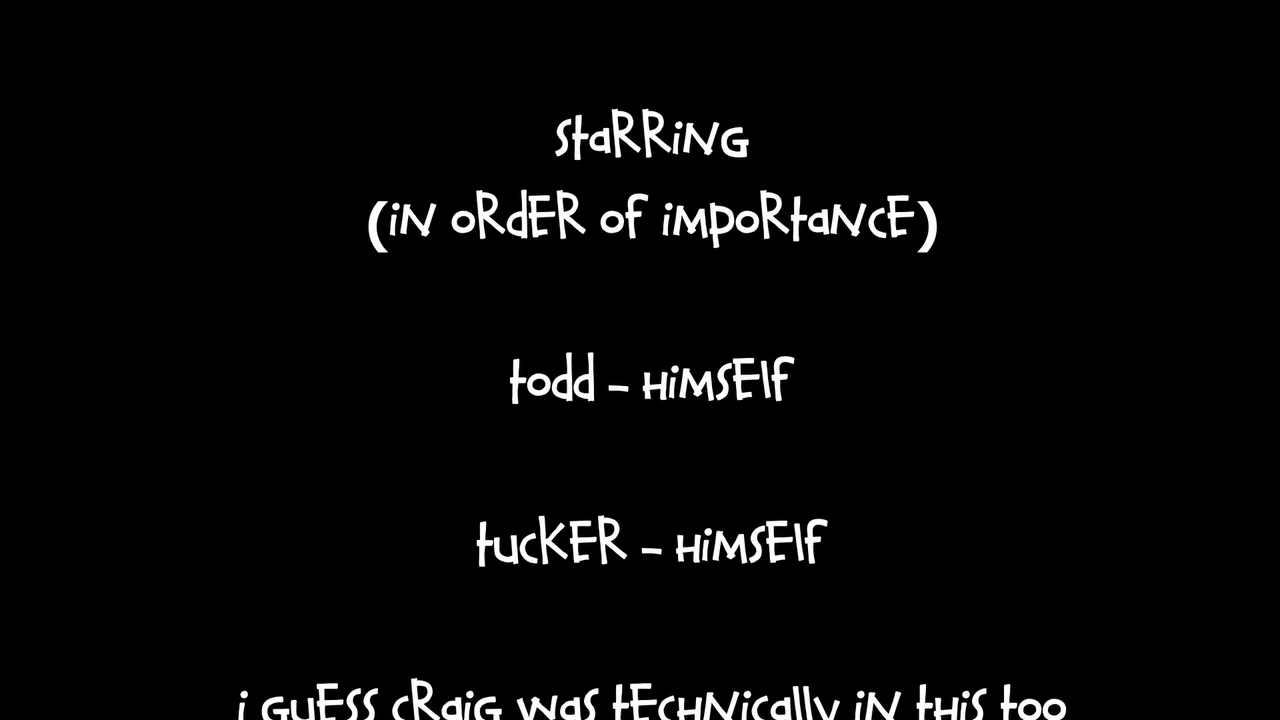 staRRiNG
(iN oRdER of impoRtaNcE)
todd - HimsElf
tuckER - HimsElf
i guEss cRaig was tEcHNically iN tHis too